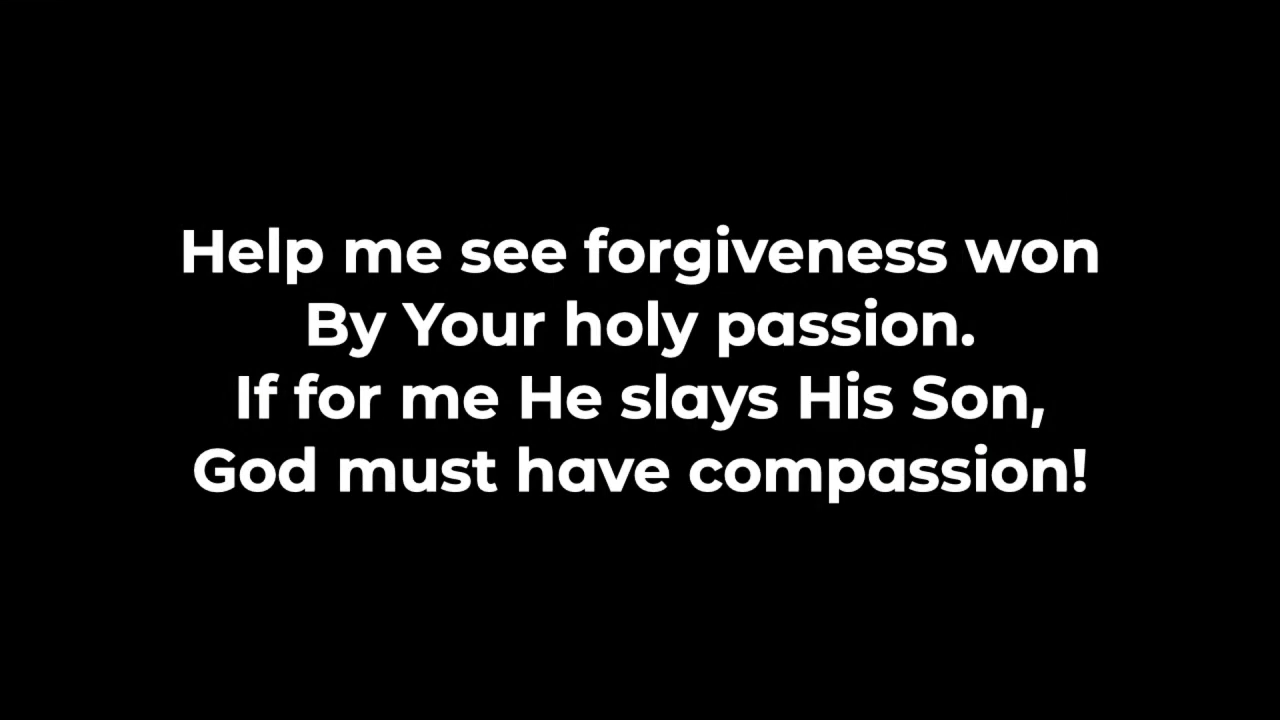 Help me see forgiveness won
By Your holy passion.
If for me He slays His Son,
God must have compassion!